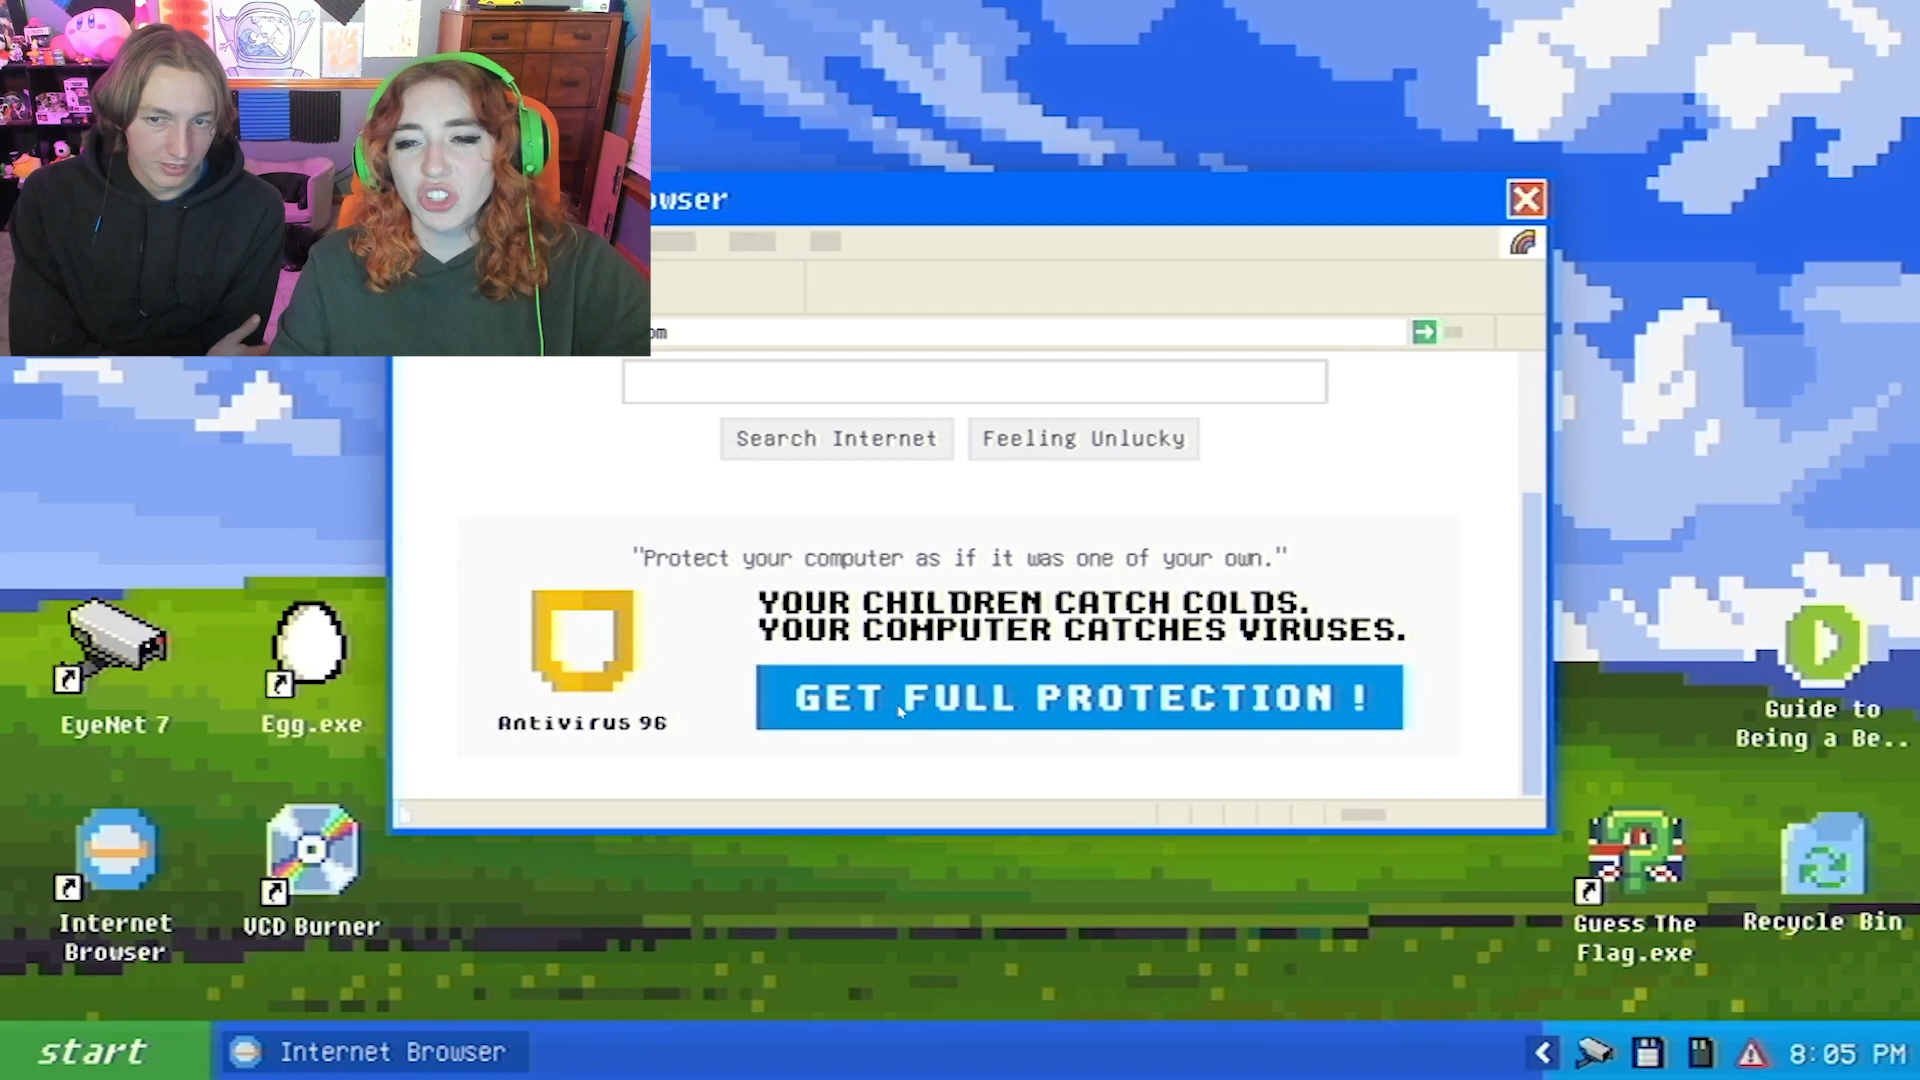 owser
om
Search Internet
Feeling Unlucky
"Protect your computer as if it was one of your own."
YOUR CHILDREN CATCH COLDS.
YOUR COMPUTER CATCHES VIRUSES.
GET FULL PROTECTION !
Antivirus 96
EyeNet 7
Egg.exe
Guide to
Being a Be..
Internet
Browser
VCD Burner
Guess The
Flag.exe
Recycle Bin
start
Internet Browser
8:05 PM